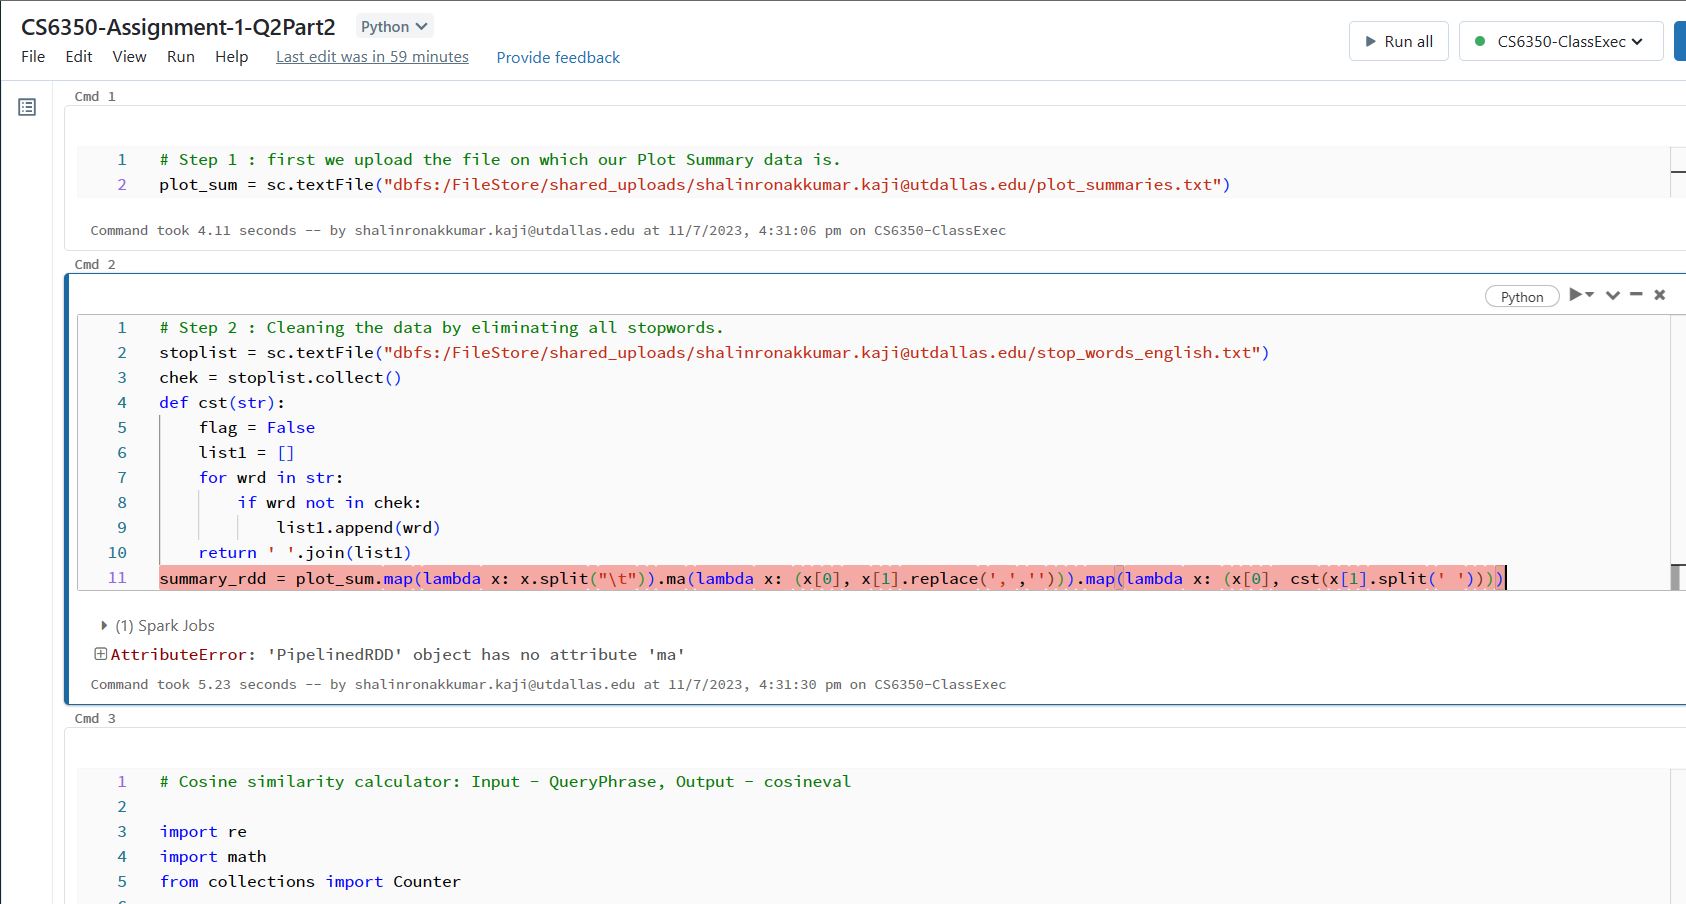 CS6350-Assignment-1-Q2Part2 Python
File Edit View Run Help Last edit was in 59 minutes Provide feedback
Run all CS6350-ClassExec
Cmd 1
1 # Step 1 : first we upload the file on which our Plot Summary data is.
2 plot_sum = sc.textFile("dbfs:/FileStore/shared_uploads/shalinronakkumar.kaji@utdallas.edu/plot_summaries.txt")
Command took 4.11 seconds -- by shalinronakkumar.kaji@utdallas.edu at 11/7/2023, 4:31:06 pm on CS6350-ClassExec
Cmd 2
Python
1 # Step 2 : Cleaning the data by eliminating all stopwords.
2 stoplist = sc.textFile("dbfs:/FileStore/shared_uploads/shalinronakkumar.kaji@utdallas.edu/stop_words_english.txt")
3 chek = stoplist.collect()
4 def cst(str):
5 flag = False
6 list1 = []
7 for wrd in str:
8 if wrd not in chek:
9 list1.append(wrd)
10 return ' '.join(list1)
11 summary_rdd = plot_sum.map(lambda x: x.split("\t")).ma(lambda x: (x[0], x[1].replace(',',''))).map(lambda x: (x[0], cst(x[1].split(' '))))
(1) Spark Jobs
AttributeError: 'PipelinedRDD' object has no attribute 'ma'
Command took 5.23 seconds -- by shalinronakkumar.kaji@utdallas.edu at 11/7/2023, 4:31:30 pm on CS6350-ClassExec
Cmd 3
1 # Cosine similarity calculator: Input - QueryPhrase, Output - cosineval
2
3 import re
4 import math
5 from collections import Counter